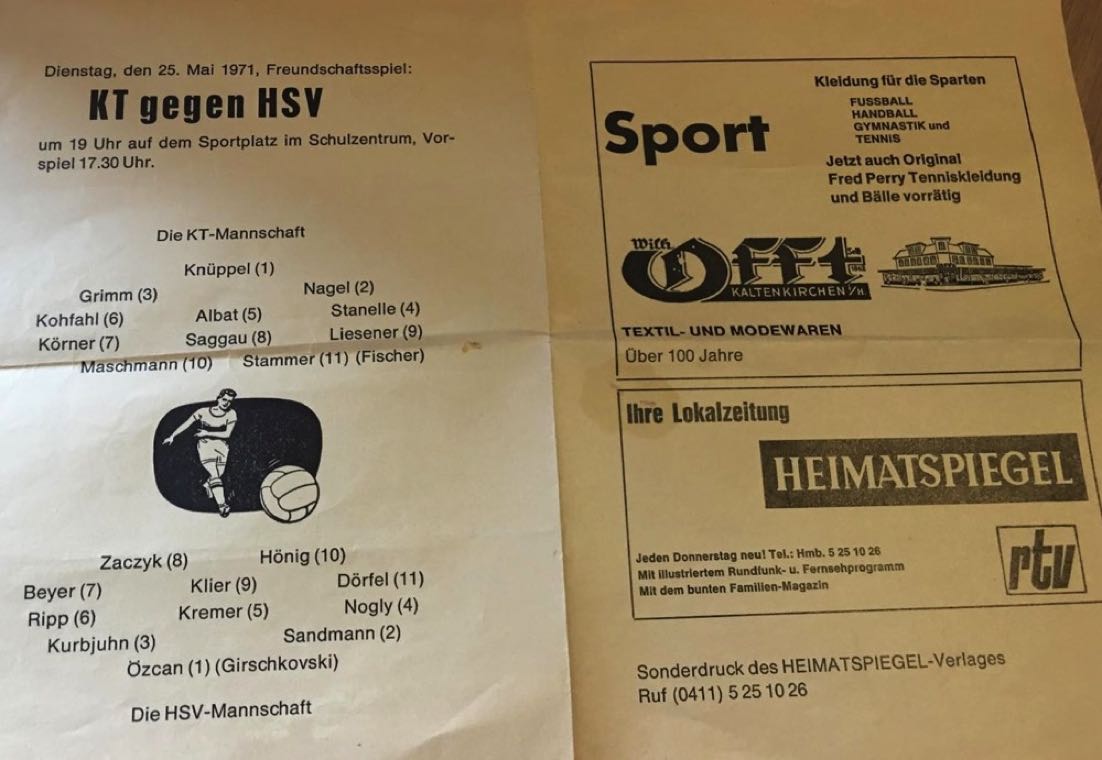 Dienstag, den 25. Mai 1971, Freundschaftsspiel:
KT gegen HSV
um 19 Uhr auf dem Sportplatz im Schulzentrum, Vor-
spiel 17.30 Uhr.
Die KT-Mannschaft
Knüppel (1)
Grimm (3) Nagel (2)
Kohfahl (6) Albat (5) Stanelle (4)
Körner (7) Saggau (8) Liesener (9)
Maschmann (10) Stammer (11) (Fischer)
Zaczyk (8) Hönig (10)
Beyer (7) Klier (9) Dörfel (11)
Ripp (6) Kremer (5) Nogly (4)
Kurbjuhn (3) Sandmann (2)
Özcan (1) (Girschkovski)
Die HSV-Mannschaft
Sport
Kleidung für die Sparten
FUSSBALL
HANDBALL
GYMNASTIK und
TENNIS
Jetzt auch Original
Fred Perry Tenniskleidung
und Bälle vorrätig
Wilh. Offt
KALTENKIRCHEN i/H.
TEXTIL- UND MODEWAREN
Über 100 Jahre
Ihre Lokalzeitung
HEIMATSPIEGEL
Jeden Donnerstag neu! Tel.: Hmb. 5 25 10 26
Mit illustriertem Rundfunk- u. Fernsehprogramm
Mit dem bunten Familien-Magazin
rtv
Sonderdruck des HEIMATSPIEGEL-Verlages
Ruf (0411) 5 25 10 26